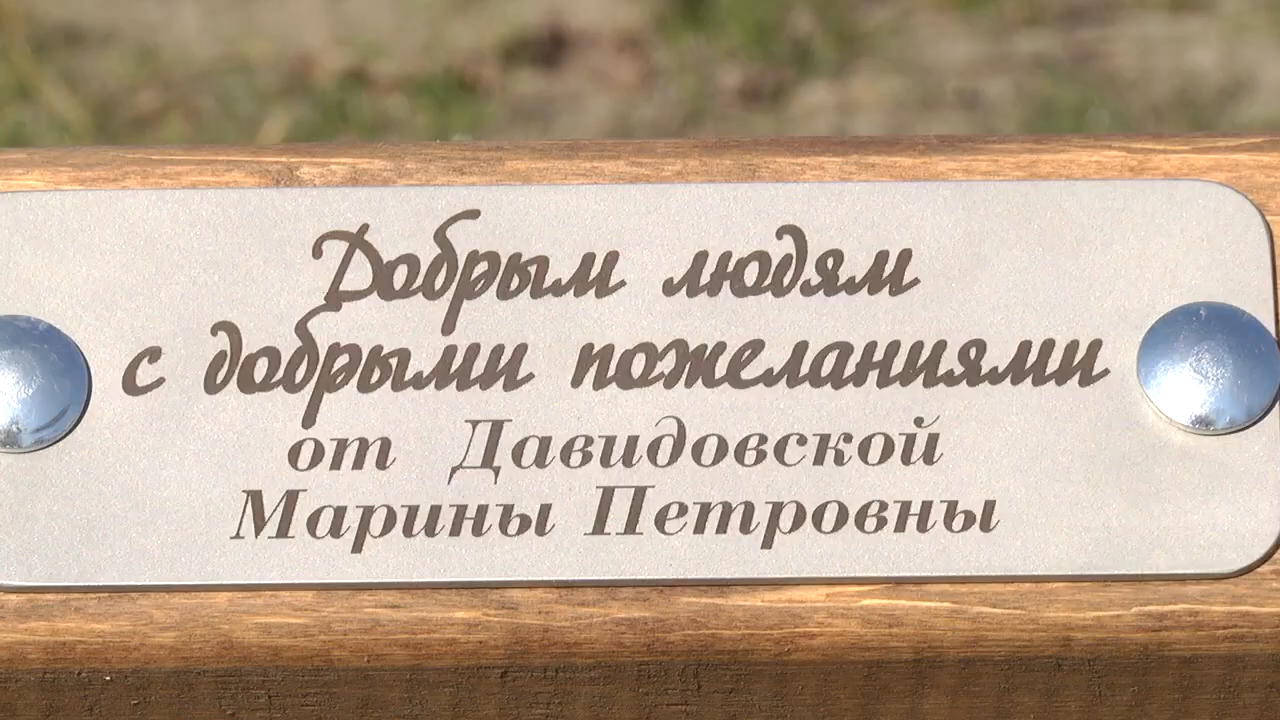 Добрым людям
с добрыми пожеланиями
от Давидовской
Марины Петровны